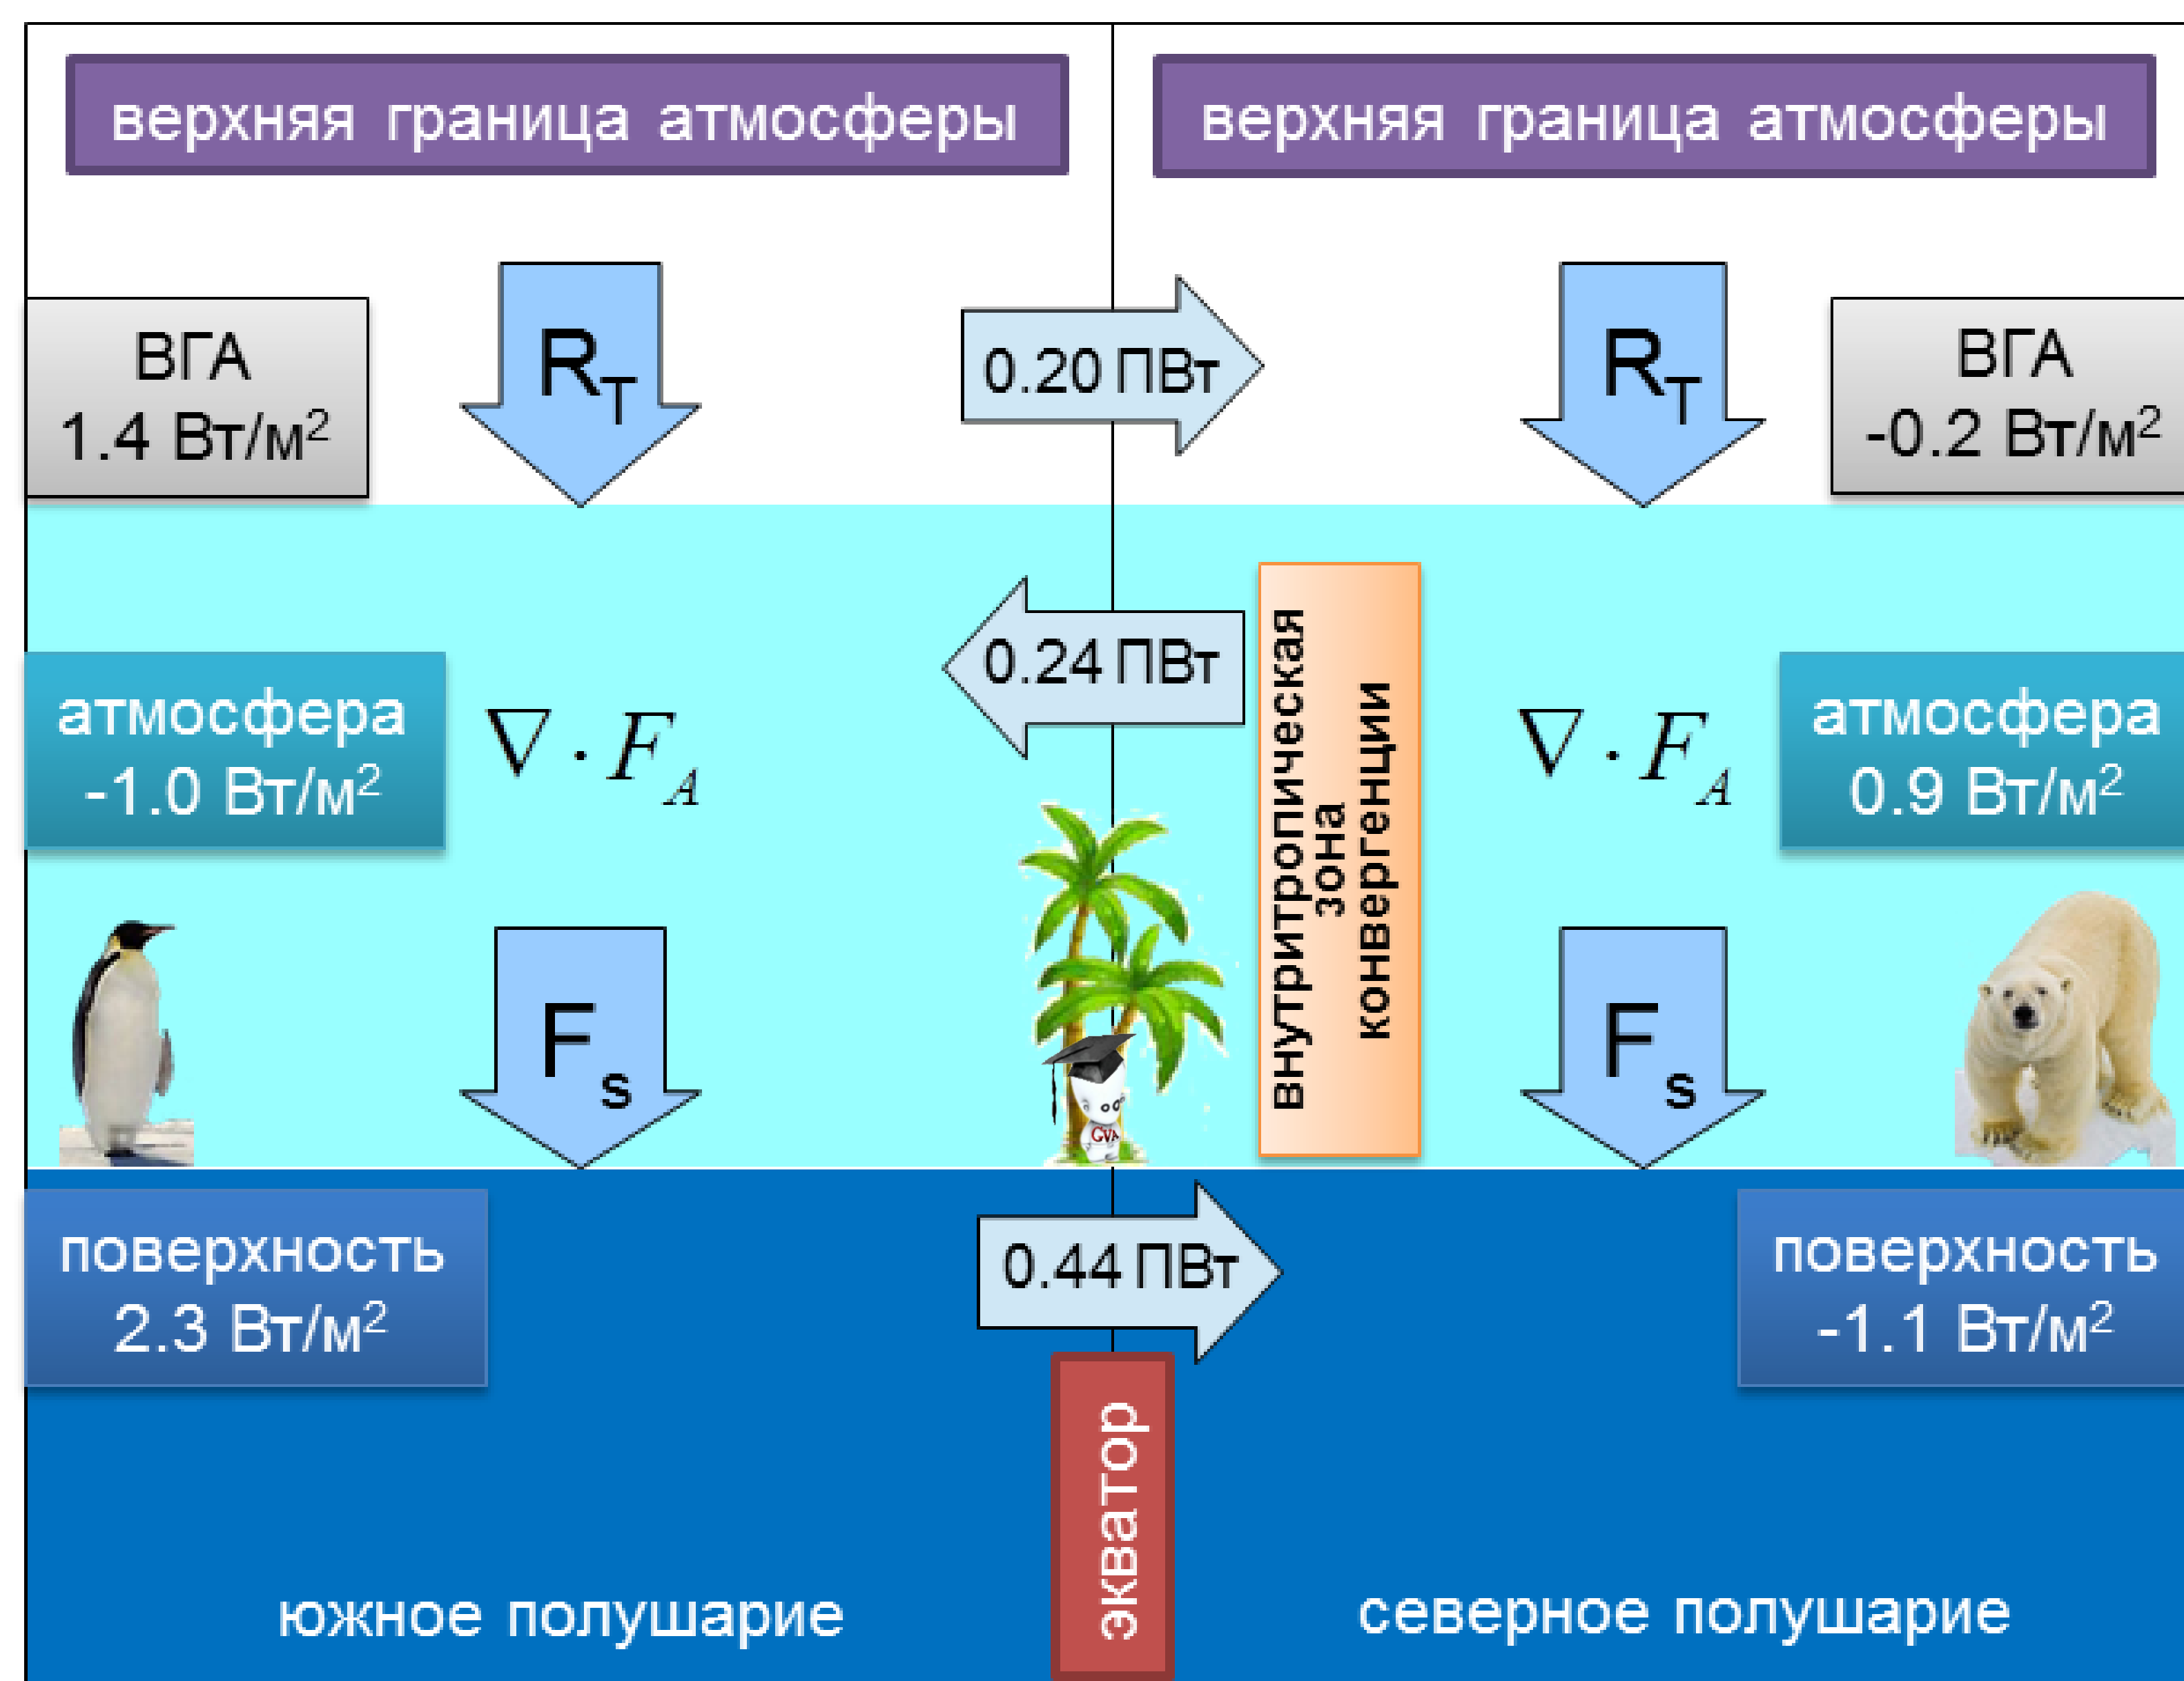 верхняя граница атмосферы
верхняя граница атмосферы
ВГА
1.4 Вт/м²
R_T
0.20 ПВт
R_T
ВГА
-0.2 Вт/м²
атмосфера
-1.0 Вт/м²
∇ · F_A
0.24 ПВт
внутритропическая
зона
конвергенции
∇ · F_A
атмосфера
0.9 Вт/м²
F_s
GVA
F_s
поверхность
2.3 Вт/м²
0.44 ПВт
поверхность
-1.1 Вт/м²
экватор
южное полушарие
северное полушарие